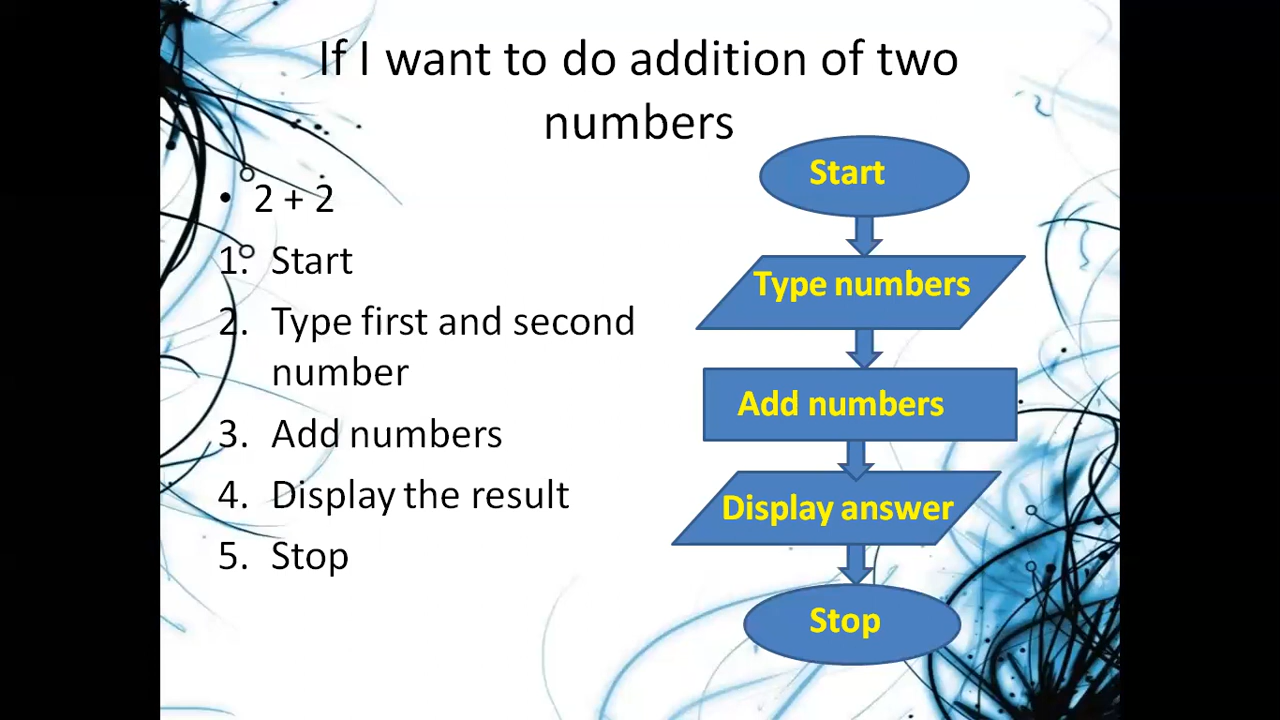 If I want to do addition of two
numbers
• 2 + 2
1. Start
2. Type first and second
number
3. Add numbers
4. Display the result
5. Stop
Start
Type numbers
Add numbers
Display answer
Stop